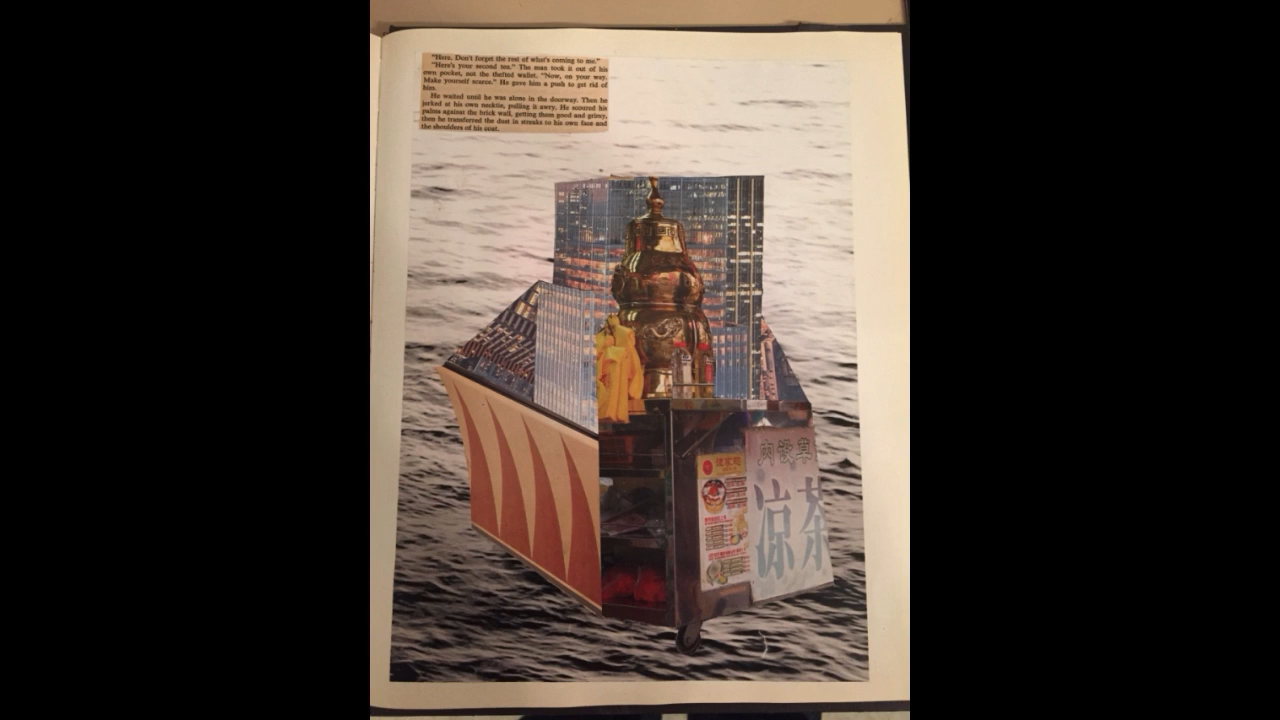 "Here. Don't forget the rest of what's coming to me."
"Here's your second ten." The man took it out of his
own pocket, not the thefted wallet. "Now, on your way.
Make yourself scarce." He gave him a push to get rid of
him.
He waited until he was alone in the doorway. Then he
jerked at his own necktie, pulling it awry. He scoured his
palms against the brick wall, getting them good and grimy,
then he transferred the dust in streaks to his own face and
the shoulders of his coat.
内設草
涼茶